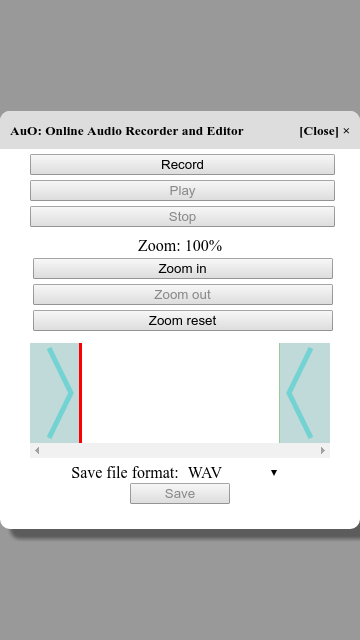 AuO: Online Audio Recorder and Editor [Close] ×
Record
Play
Stop
Zoom: 100%
Zoom in
Zoom out
Zoom reset
Save file format: WAV
Save